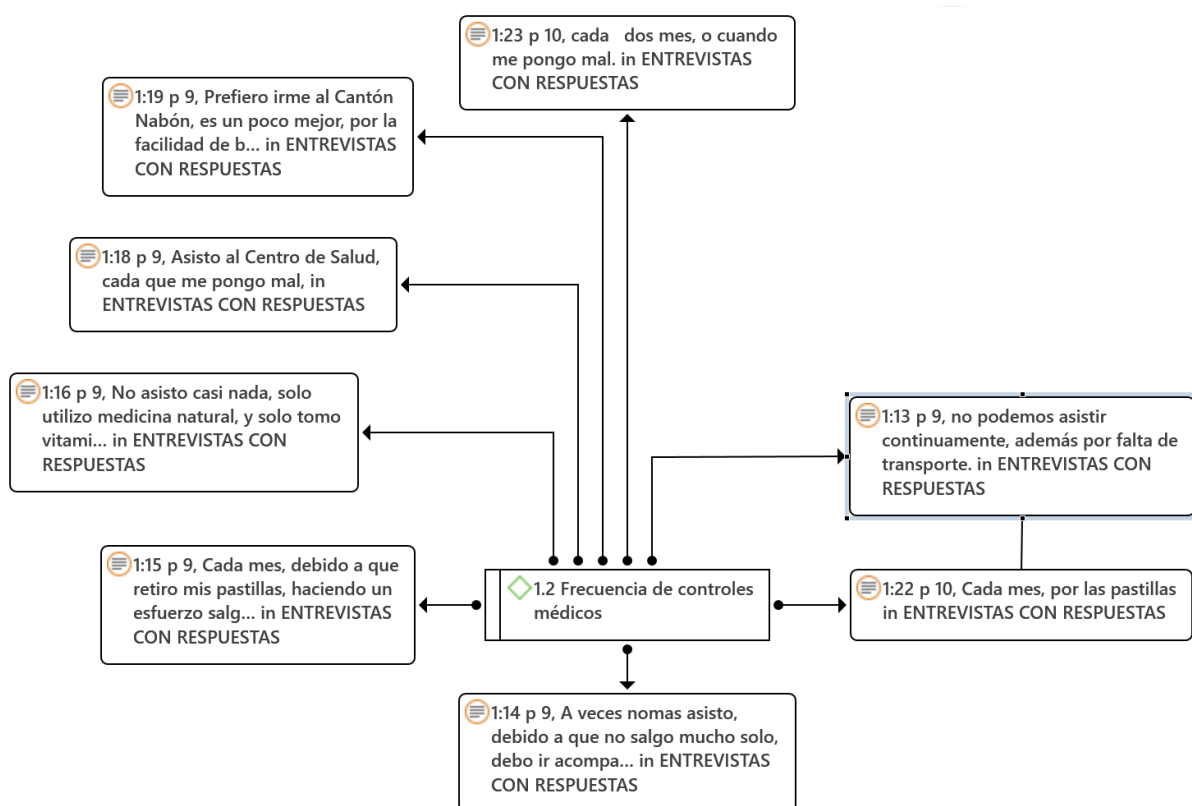 1:23 p 10, cada dos mes, o cuando
me pongo mal. in ENTREVISTAS
CON RESPUESTAS
1:19 p 9, Prefiero irme al Cantón
Nabón, es un poco mejor, por la
facilidad de b... in ENTREVISTAS
CON RESPUESTAS
1:18 p 9, Asisto al Centro de Salud,
cada que me pongo mal, in
ENTREVISTAS CON RESPUESTAS
1:16 p 9, No asisto casi nada, solo
utilizo medicina natural, y solo tomo
vitami... in ENTREVISTAS CON
RESPUESTAS
1:13 p 9, no podemos asistir
continuamente, además por falta de
transporte. in ENTREVISTAS CON
RESPUESTAS
1:15 p 9, Cada mes, debido a que
retiro mis pastillas, haciendo un
esfuerzo salg... in ENTREVISTAS
CON RESPUESTAS
1.2 Frecuencia de controles
médicos
1:22 p 10, Cada mes, por las pastillas
in ENTREVISTAS CON RESPUESTAS
1:14 p 9, A veces nomas asisto,
debido a que no salgo mucho solo,
debo ir acompa... in ENTREVISTAS
CON RESPUESTAS